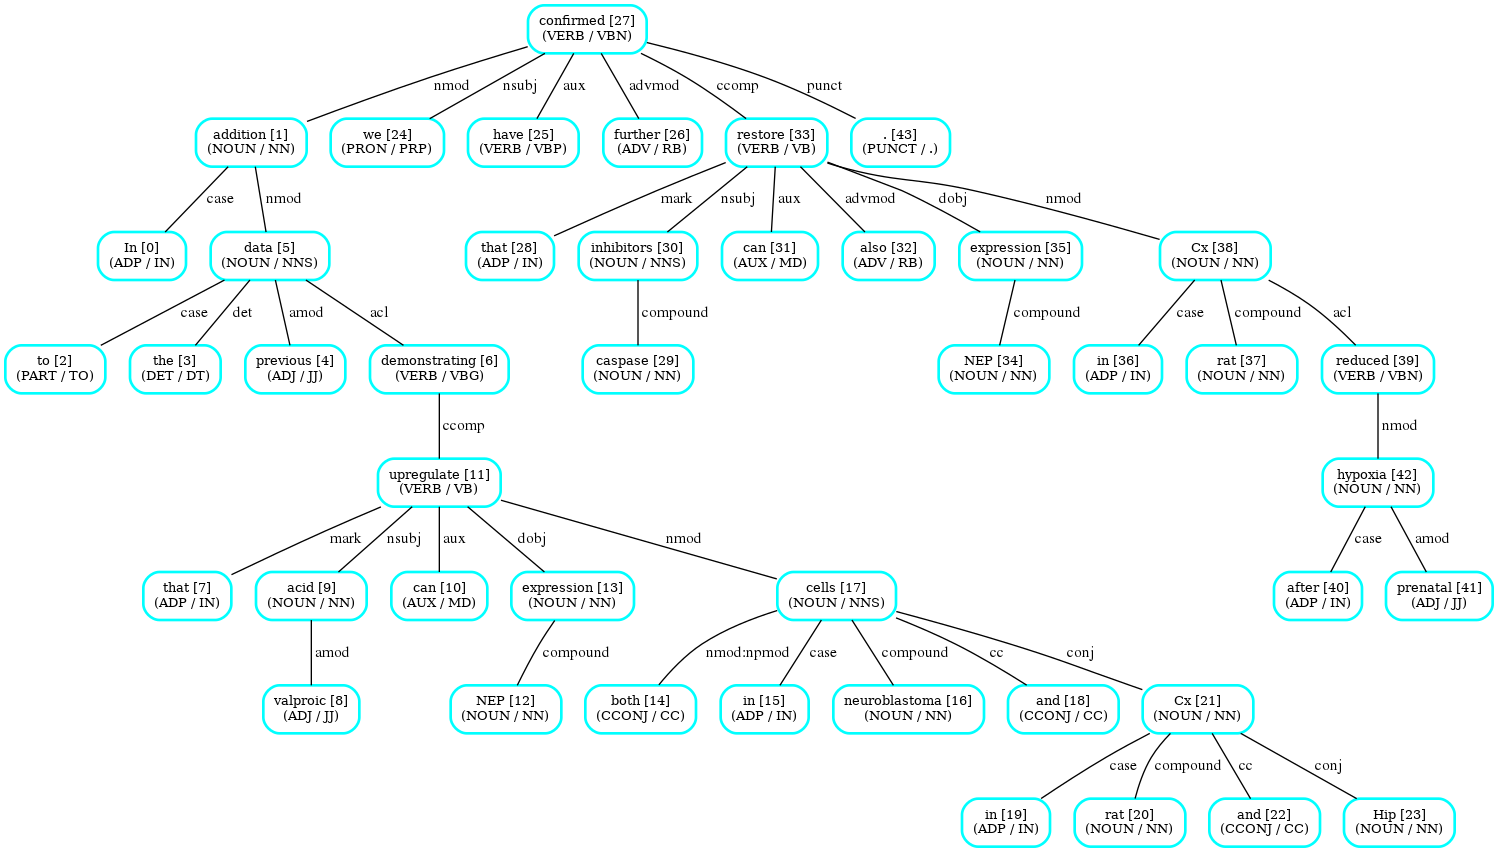 confirmed [27]
(VERB / VBN)
nmod
nsubj
aux
advmod
ccomp
punct
addition [1]
(NOUN / NN)
we [24]
(PRON / PRP)
have [25]
(VERB / VBP)
further [26]
(ADV / RB)
restore [33]
(VERB / VB)
. [43]
(PUNCT / .)
case
nmod
mark
nsubj
aux
advmod
dobj
nmod
In [0]
(ADP / IN)
data [5]
(NOUN / NNS)
that [28]
(ADP / IN)
inhibitors [30]
(NOUN / NNS)
can [31]
(AUX / MD)
also [32]
(ADV / RB)
expression [35]
(NOUN / NN)
Cx [38]
(NOUN / NN)
case
det
amod
acl
compound
compound
case
compound
acl
to [2]
(PART / TO)
the [3]
(DET / DT)
previous [4]
(ADJ / JJ)
demonstrating [6]
(VERB / VBG)
caspase [29]
(NOUN / NN)
NEP [34]
(NOUN / NN)
in [36]
(ADP / IN)
rat [37]
(NOUN / NN)
reduced [39]
(VERB / VBN)
ccomp
nmod
upregulate [11]
(VERB / VB)
hypoxia [42]
(NOUN / NN)
mark
nsubj
aux
dobj
nmod
case
amod
that [7]
(ADP / IN)
acid [9]
(NOUN / NN)
can [10]
(AUX / MD)
expression [13]
(NOUN / NN)
cells [17]
(NOUN / NNS)
after [40]
(ADP / IN)
prenatal [41]
(ADJ / JJ)
amod
compound
nmod:npmod
case
compound
cc
conj
valproic [8]
(ADJ / JJ)
NEP [12]
(NOUN / NN)
both [14]
(CCONJ / CC)
in [15]
(ADP / IN)
neuroblastoma [16]
(NOUN / NN)
and [18]
(CCONJ / CC)
Cx [21]
(NOUN / NN)
case
compound
cc
conj
in [19]
(ADP / IN)
rat [20]
(NOUN / NN)
and [22]
(CCONJ / CC)
Hip [23]
(NOUN / NN)